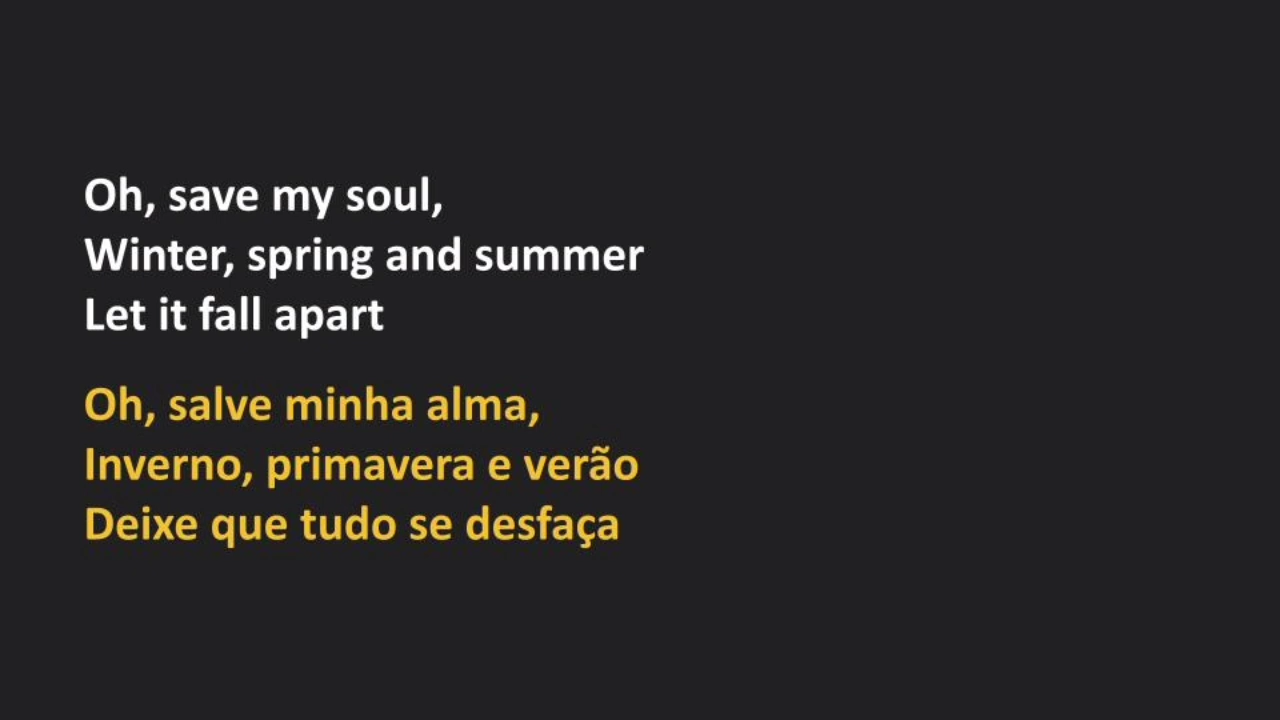 Oh, save my soul,
Winter, spring and summer
Let it fall apart
Oh, salve minha alma,
Inverno, primavera e verão
Deixe que tudo se desfaça